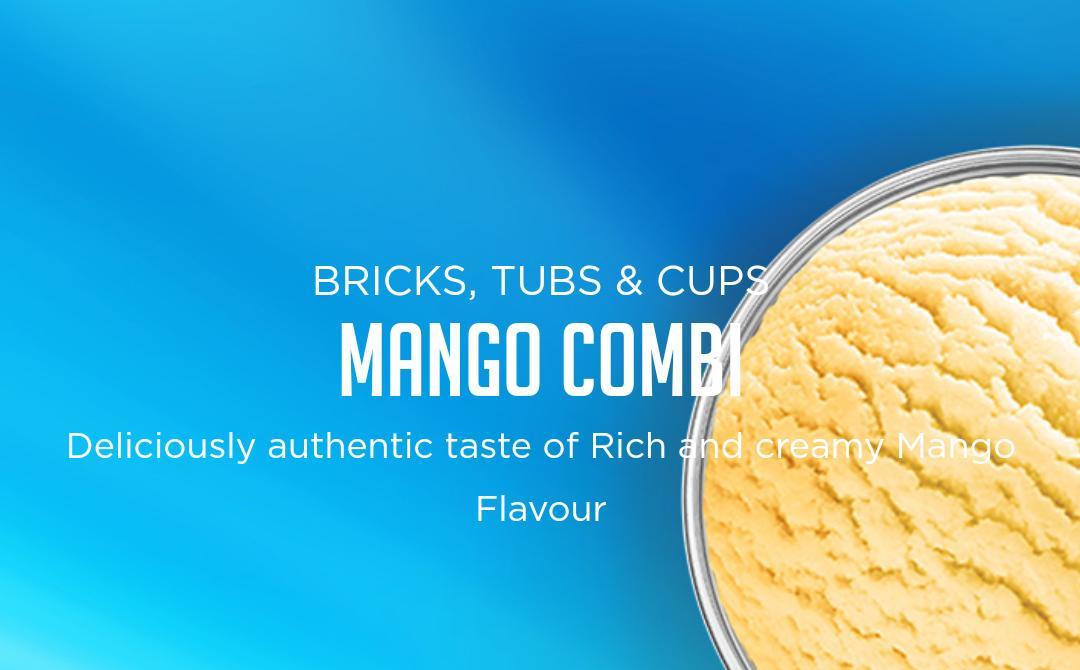 BRICKS, TUBS & CUPS
MANGO COMBI
Deliciously authentic taste of Rich and creamy Mango
Flavour